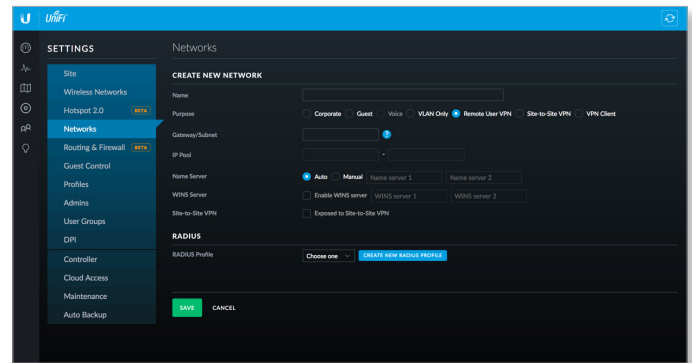 U UniFi
SETTINGS
Site
Wireless Networks
Hotspot 2.0 BETA
Networks
Routing & Firewall BETA
Guest Control
Profiles
Admins
User Groups
DPI
Controller
Cloud Access
Maintenance
Auto Backup
Networks
CREATE NEW NETWORK
Name
Purpose Corporate Guest Voice VLAN Only Remote User VPN Site-to-Site VPN VPN Client
Gateway/Subnet ?
IP Pool -
Name Server Auto Manual Name server 1 Name server 2
WINS Server Enable WINS server WINS server 1 WINS server 2
Site-to-Site VPN Exposed to Site-to-Site VPN
RADIUS
RADIUS Profile Choose one CREATE NEW RADIUS PROFILE
SAVE CANCEL